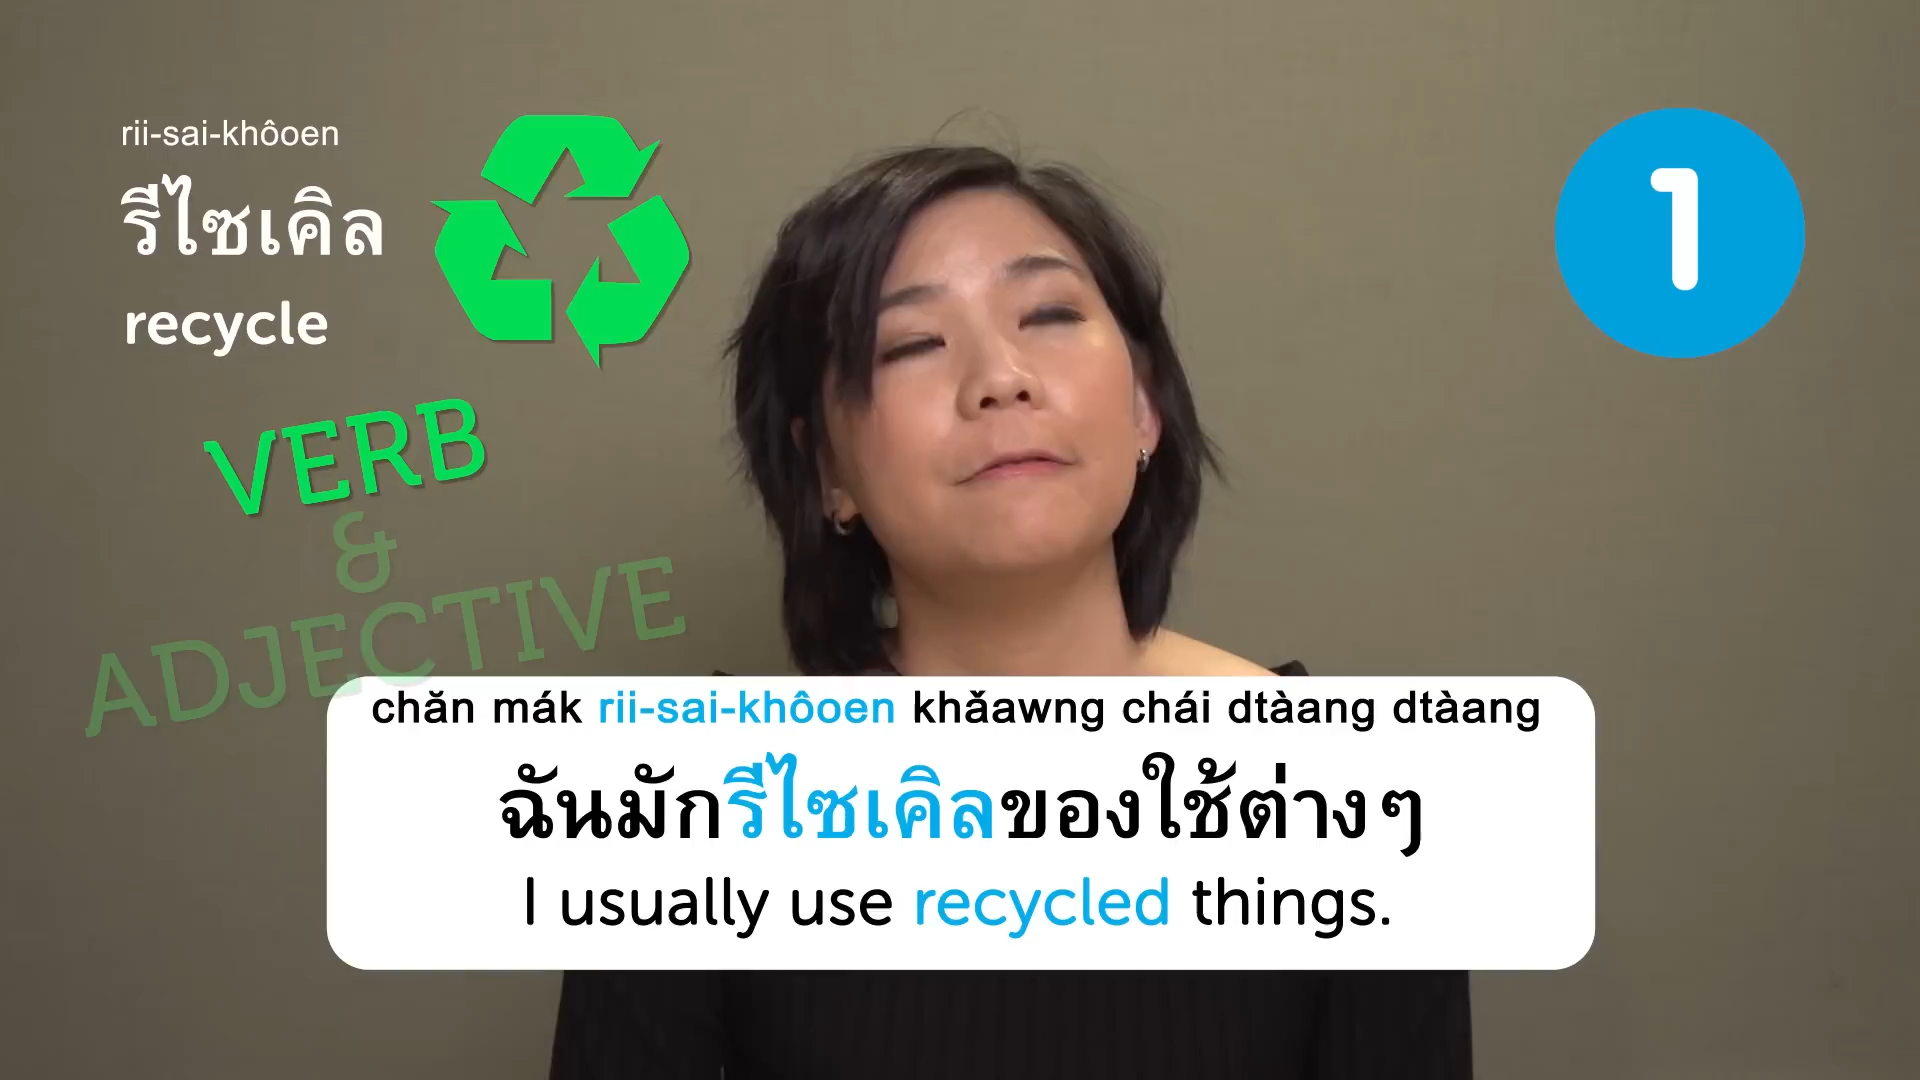 rii-sai-khôoen
รีไซเคิล
recycle
VERB
&
ADJECTIVE
1
chăn mák rii-sai-khôoen khǎawng chái dtàang dtàang
ฉันมักรีไซเคิลของใช้ต่างๆ
I usually use recycled things.